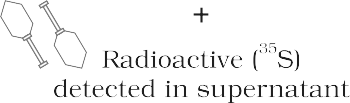 +
Radioactive (³⁵S)
detected in supernatant